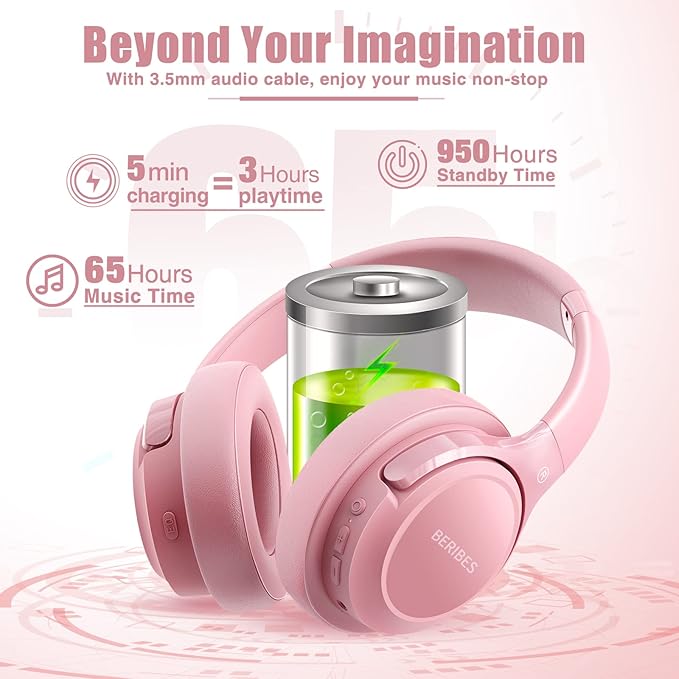 Beyond Your Imagination
With 3.5mm audio cable, enjoy your music non-stop
5min charging = 3Hours playtime
950Hours
Standby Time
65Hours
Music Time
BERIBES